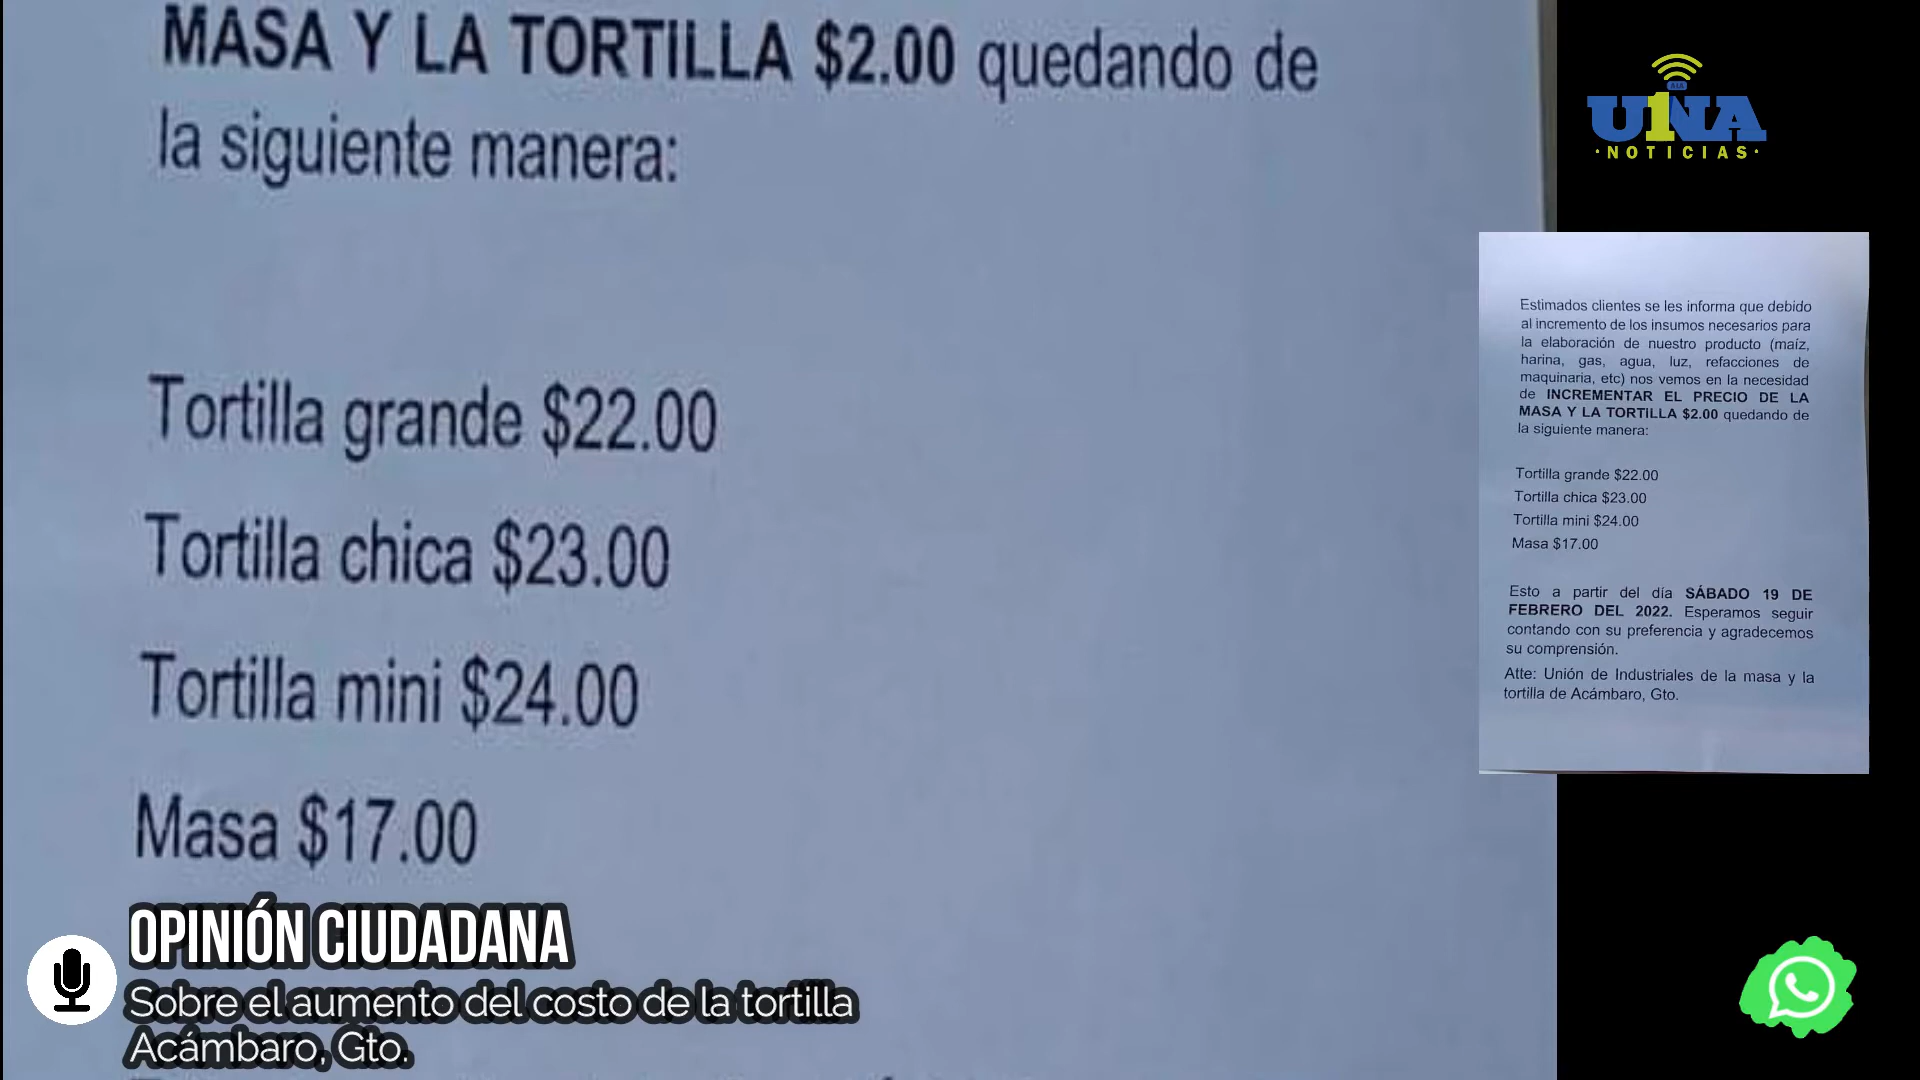 MASA Y LA TORTILLA $2.00 quedando de
la siguiente manera:
Tortilla grande $22.00
Tortilla chica $23.00
Tortilla mini $24.00
Masa $17.00
OPINIÓN CIUDADANA
Sobre el aumento del costo de la tortilla
Acámbaro, Gto.
UNA
·NOTICIAS·
Estimados clientes se les informa que debido
al incremento de los insumos necesarios para
la elaboración de nuestro producto (maíz,
harina, gas, agua, luz, refacciones de
maquinaria, etc) nos vemos en la necesidad
de INCREMENTAR EL PRECIO DE LA
MASA Y LA TORTILLA $2.00 quedando de
la siguiente manera:
Tortilla grande $22.00
Tortilla chica $23.00
Tortilla mini $24.00
Masa $17.00
Esto a partir del día SÁBADO 19 DE
FEBRERO DEL 2022. Esperamos seguir
contando con su preferencia y agradecemos
su comprensión.
Atte: Unión de Industriales de la masa y la
tortilla de Acámbaro, Gto.